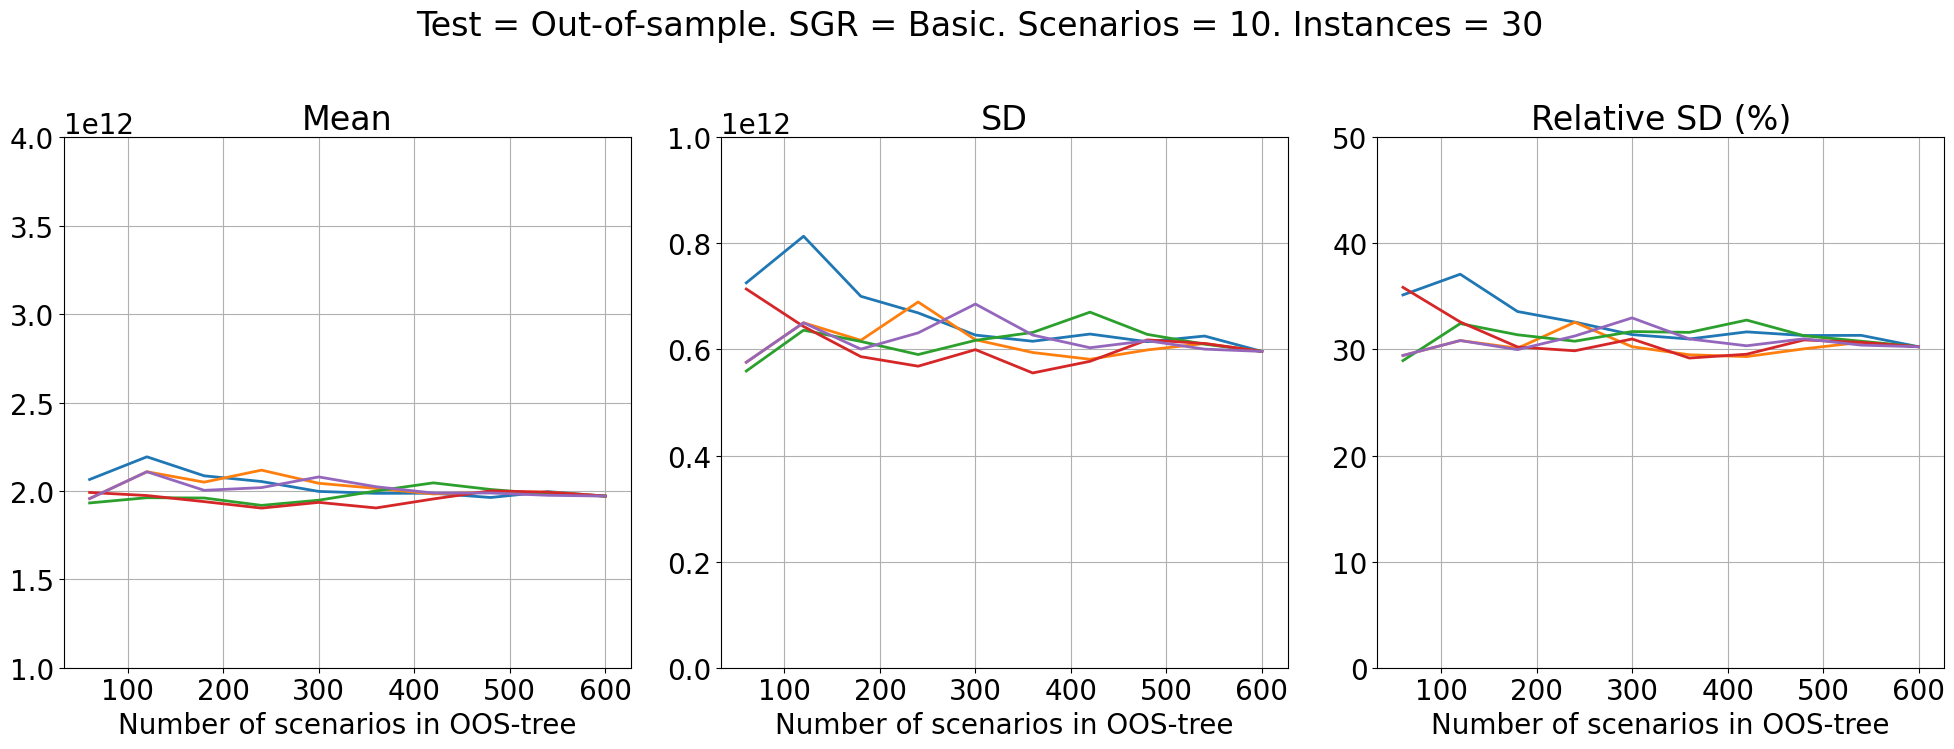 Test = Out-of-sample. SGR = Basic. Scenarios = 10. Instances = 30
Mean
1e12
4.0
3.5
3.0
2.5
2.0
1.5
1.0
100 200 300 400 500 600
Number of scenarios in OOS-tree
SD
1e12
1.0
0.8
0.6
0.4
0.2
0.0
100 200 300 400 500 600
Number of scenarios in OOS-tree
Relative SD (%)
50
40
30
20
10
0
100 200 300 400 500 600
Number of scenarios in OOS-tree